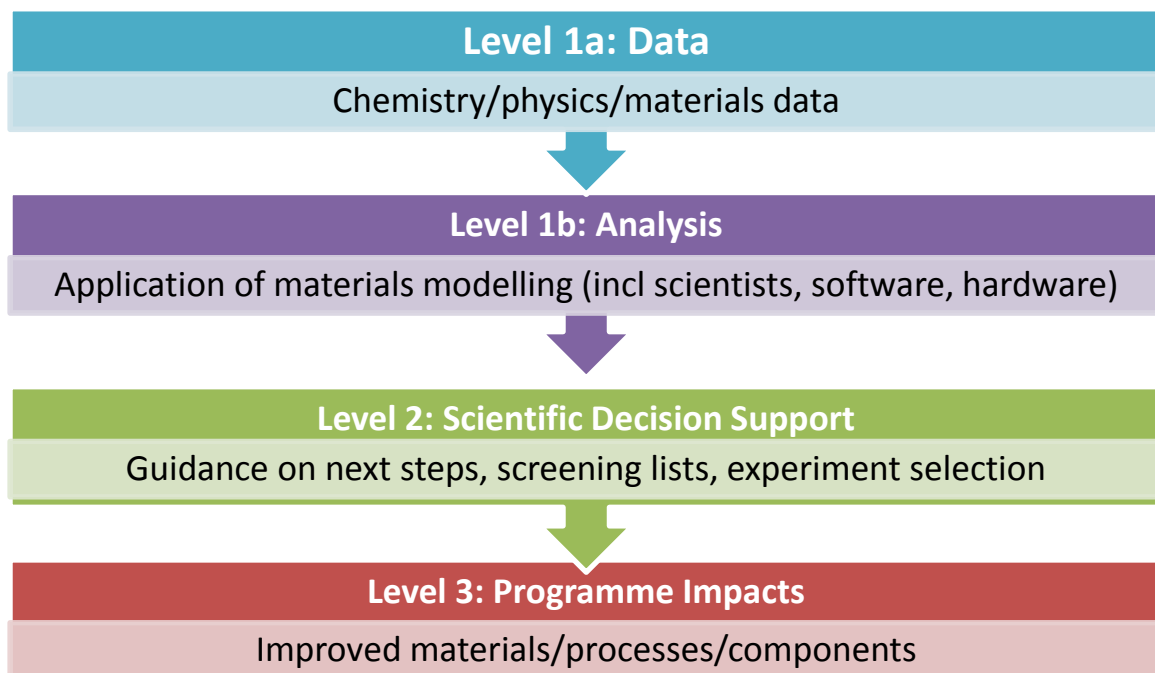 Level 1a: Data
Chemistry/physics/materials data
Level 1b: Analysis
Application of materials modelling (incl scientists, software, hardware)
Level 2: Scientific Decision Support
Guidance on next steps, screening lists, experiment selection
Level 3: Programme Impacts
Improved materials/processes/components